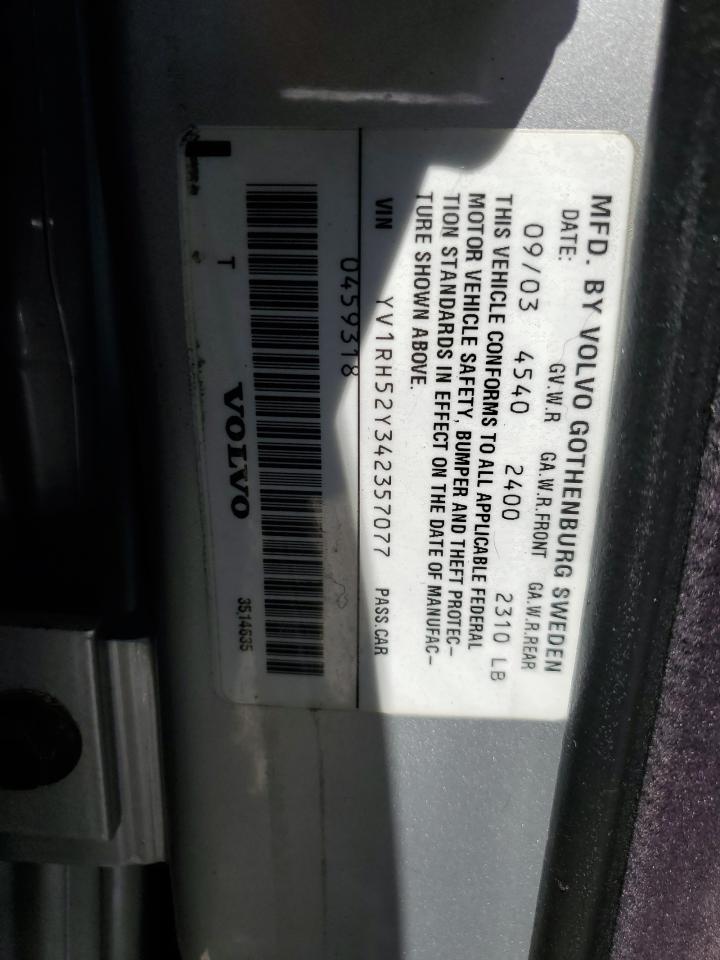 MFD. BY VOLVO GOTHENBURG SWEDEN
DATE: GV.W.R GA.W.R.FRONT GA.W.R.REAR
09/03 4540 2400 2310 LB
THIS VEHICLE CONFORMS TO ALL APPLICABLE FEDERAL
MOTOR VEHICLE SAFETY, BUMPER AND THEFT PROTEC-
TION STANDARDS IN EFFECT ON THE DATE OF MANUFAC-
TURE SHOWN ABOVE.
VIN YV1RH52Y342357077 PASS.CAR
0459318
T VOLVO 3514635